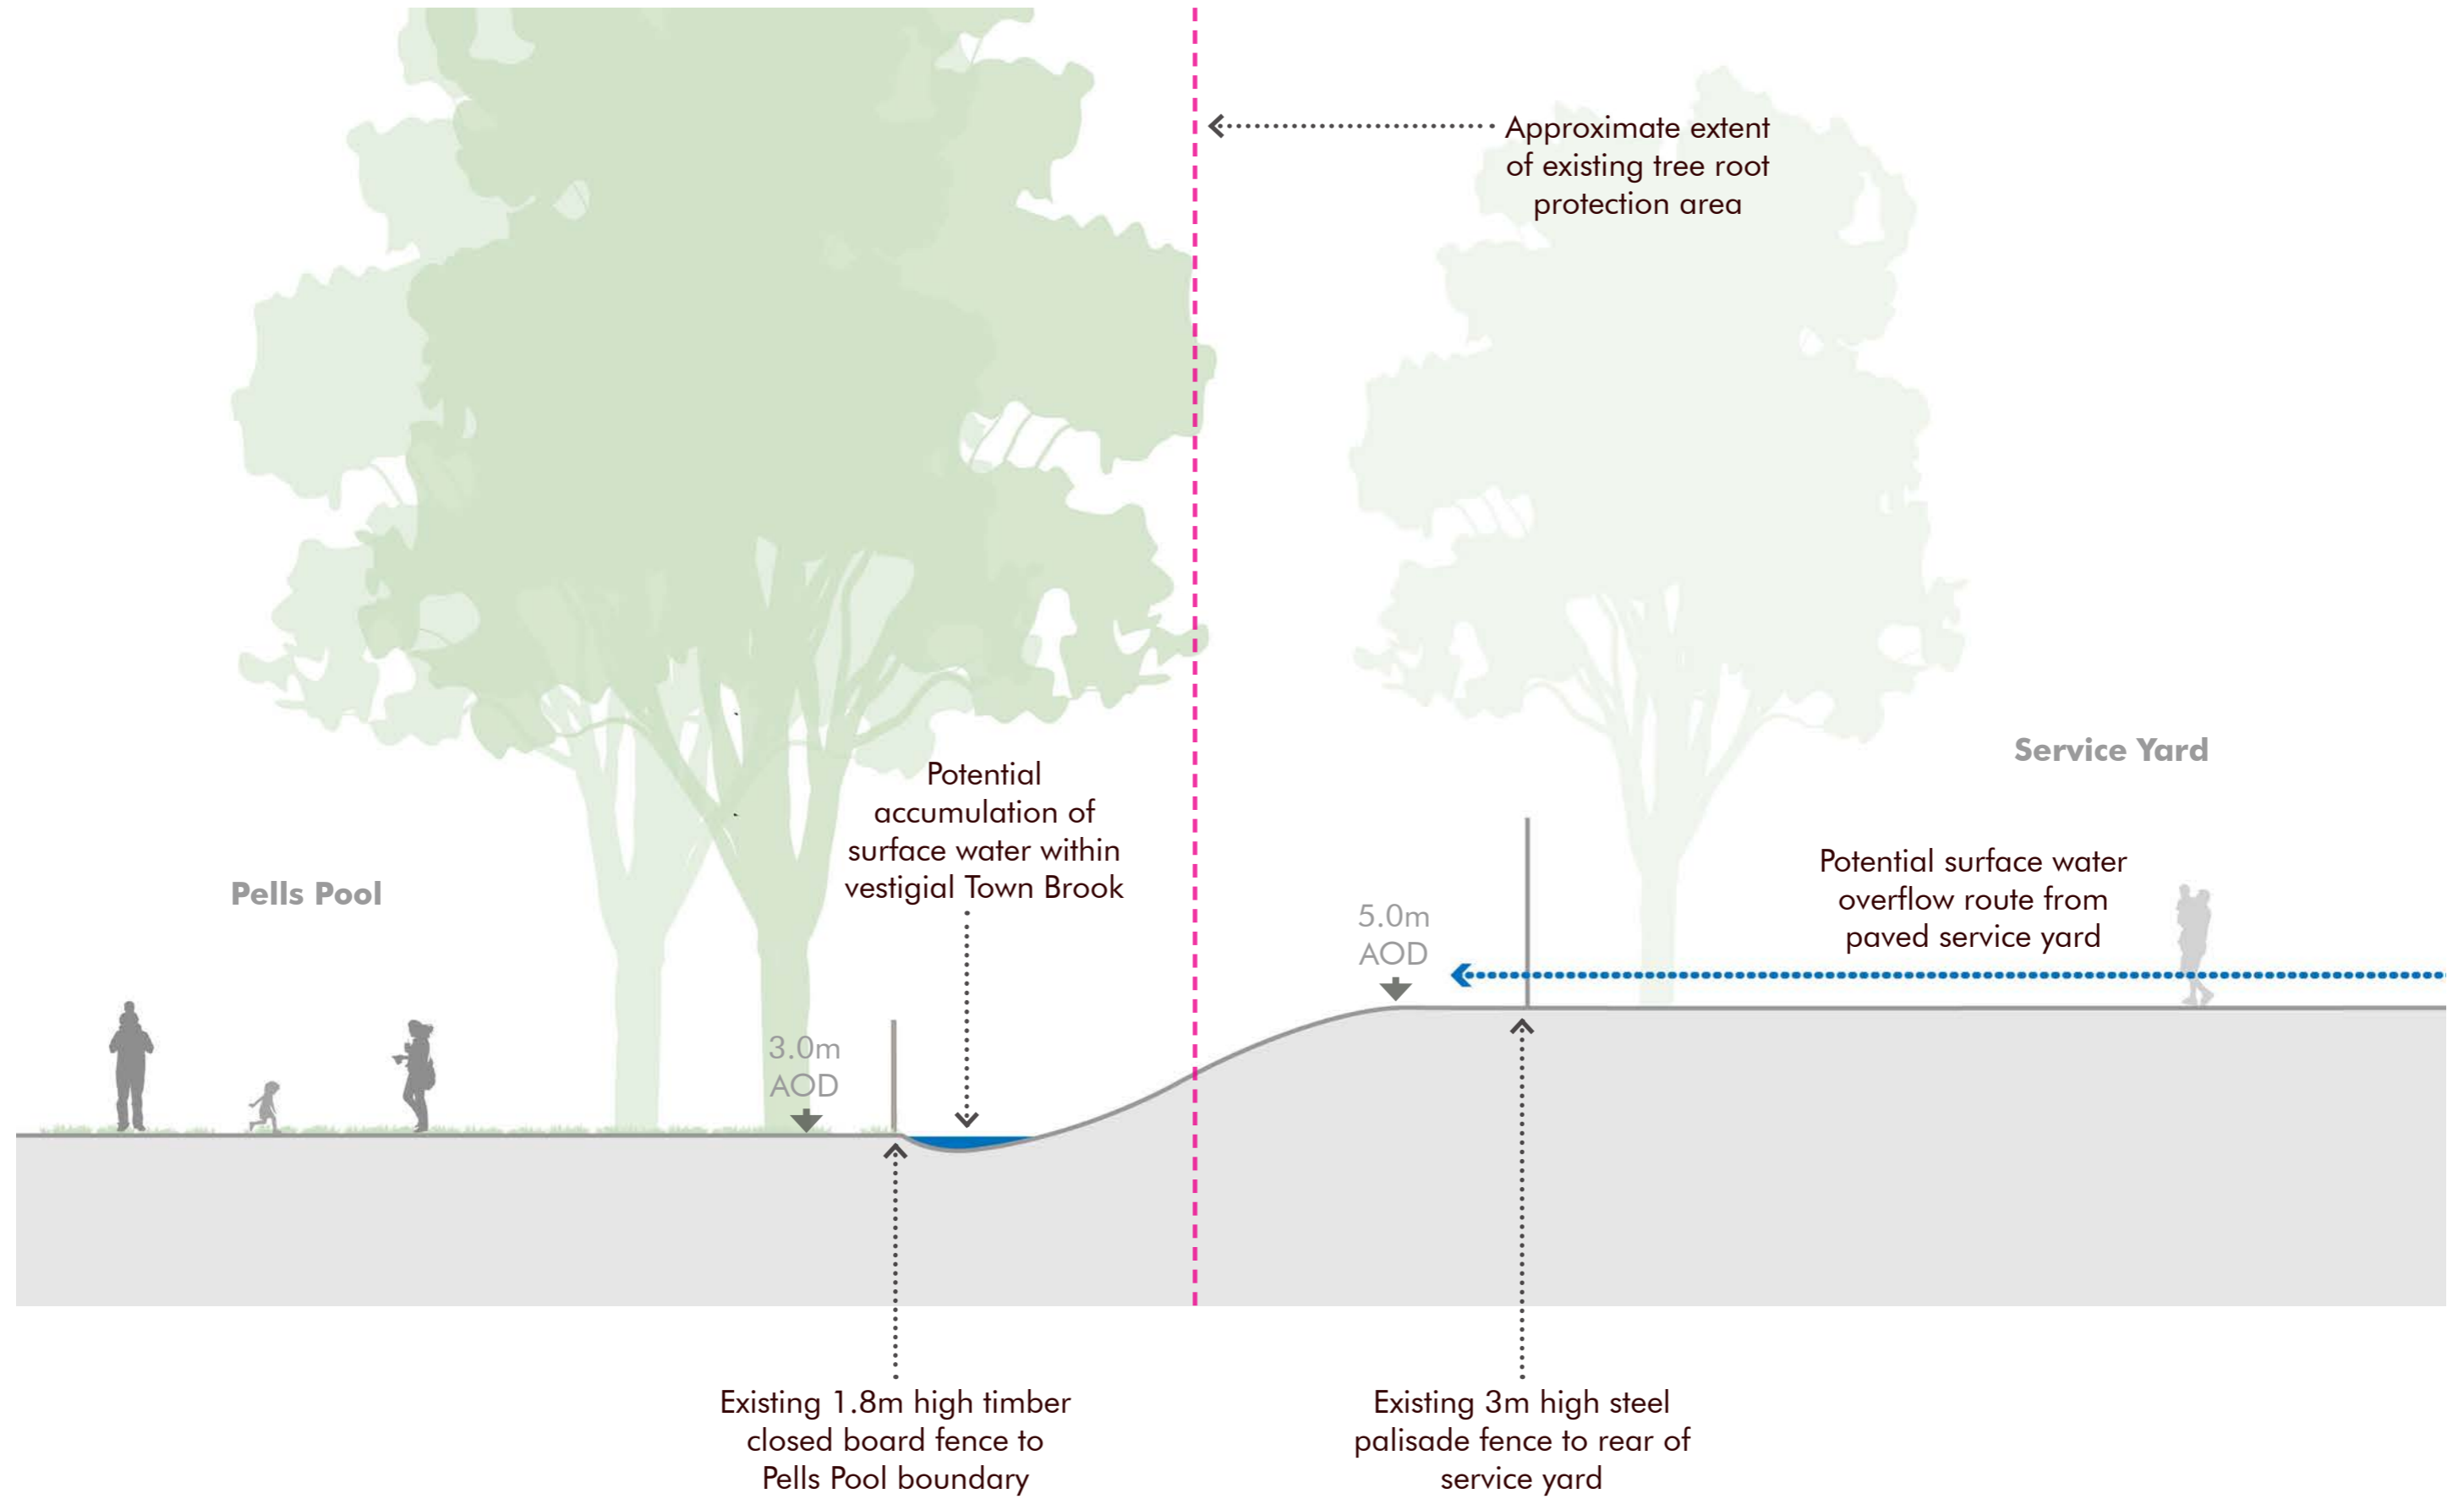 Approximate extent
of existing tree root
protection area
Service Yard
Potential
accumulation of
surface water within
vestigial Town Brook
Potential surface water
overflow route from
paved service yard
Pells Pool
5.0m
AOD
3.0m
AOD
Existing 1.8m high timber
closed board fence to
Pells Pool boundary
Existing 3m high steel
palisade fence to rear of
service yard